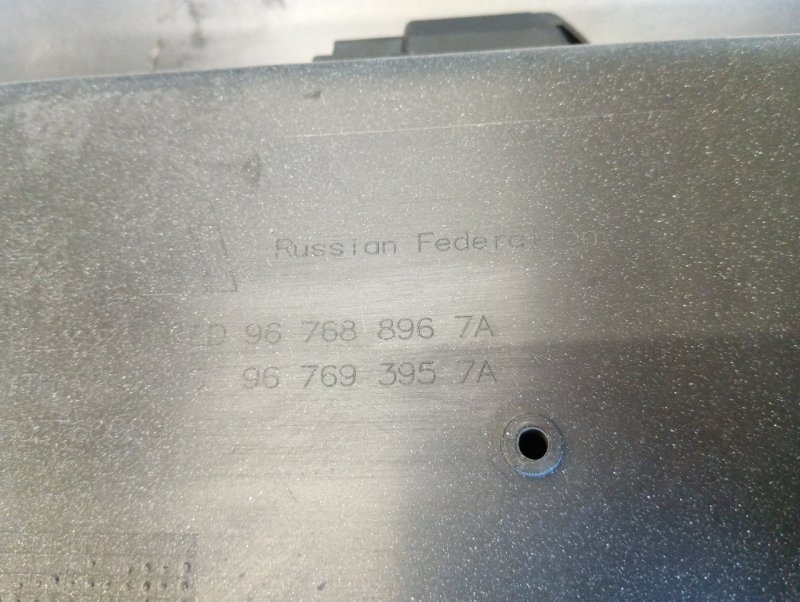 Russian Federation
D 96 768 896 7A
96 769 395 7A